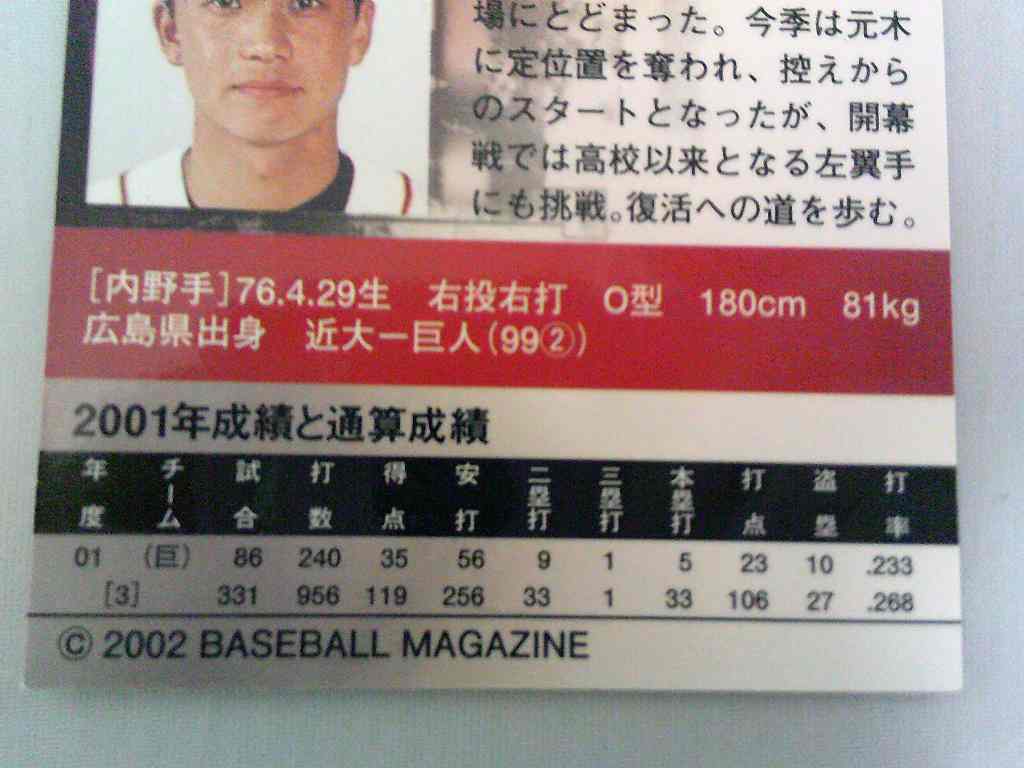 場にとどまった。今季は元木
に定位置を奪われ、控えから
のスタートとなったが、開幕
戦では高校以来となる左翼手
にも挑戦。復活への道を歩む。
[内野手]76.4.29生 右投右打 O型 180cm 81kg
広島県出身 近大－巨人(99②)
2001年成績と通算成績
年度 チーム 試合 打数 得点 安打 二塁打 三塁打 本塁打 打点 盗塁 打率
01 (巨) 86 240 35 56 9 1 5 23 10 .233
[3] 331 956 119 256 33 1 33 106 27 .268
© 2002 BASEBALL MAGAZINE